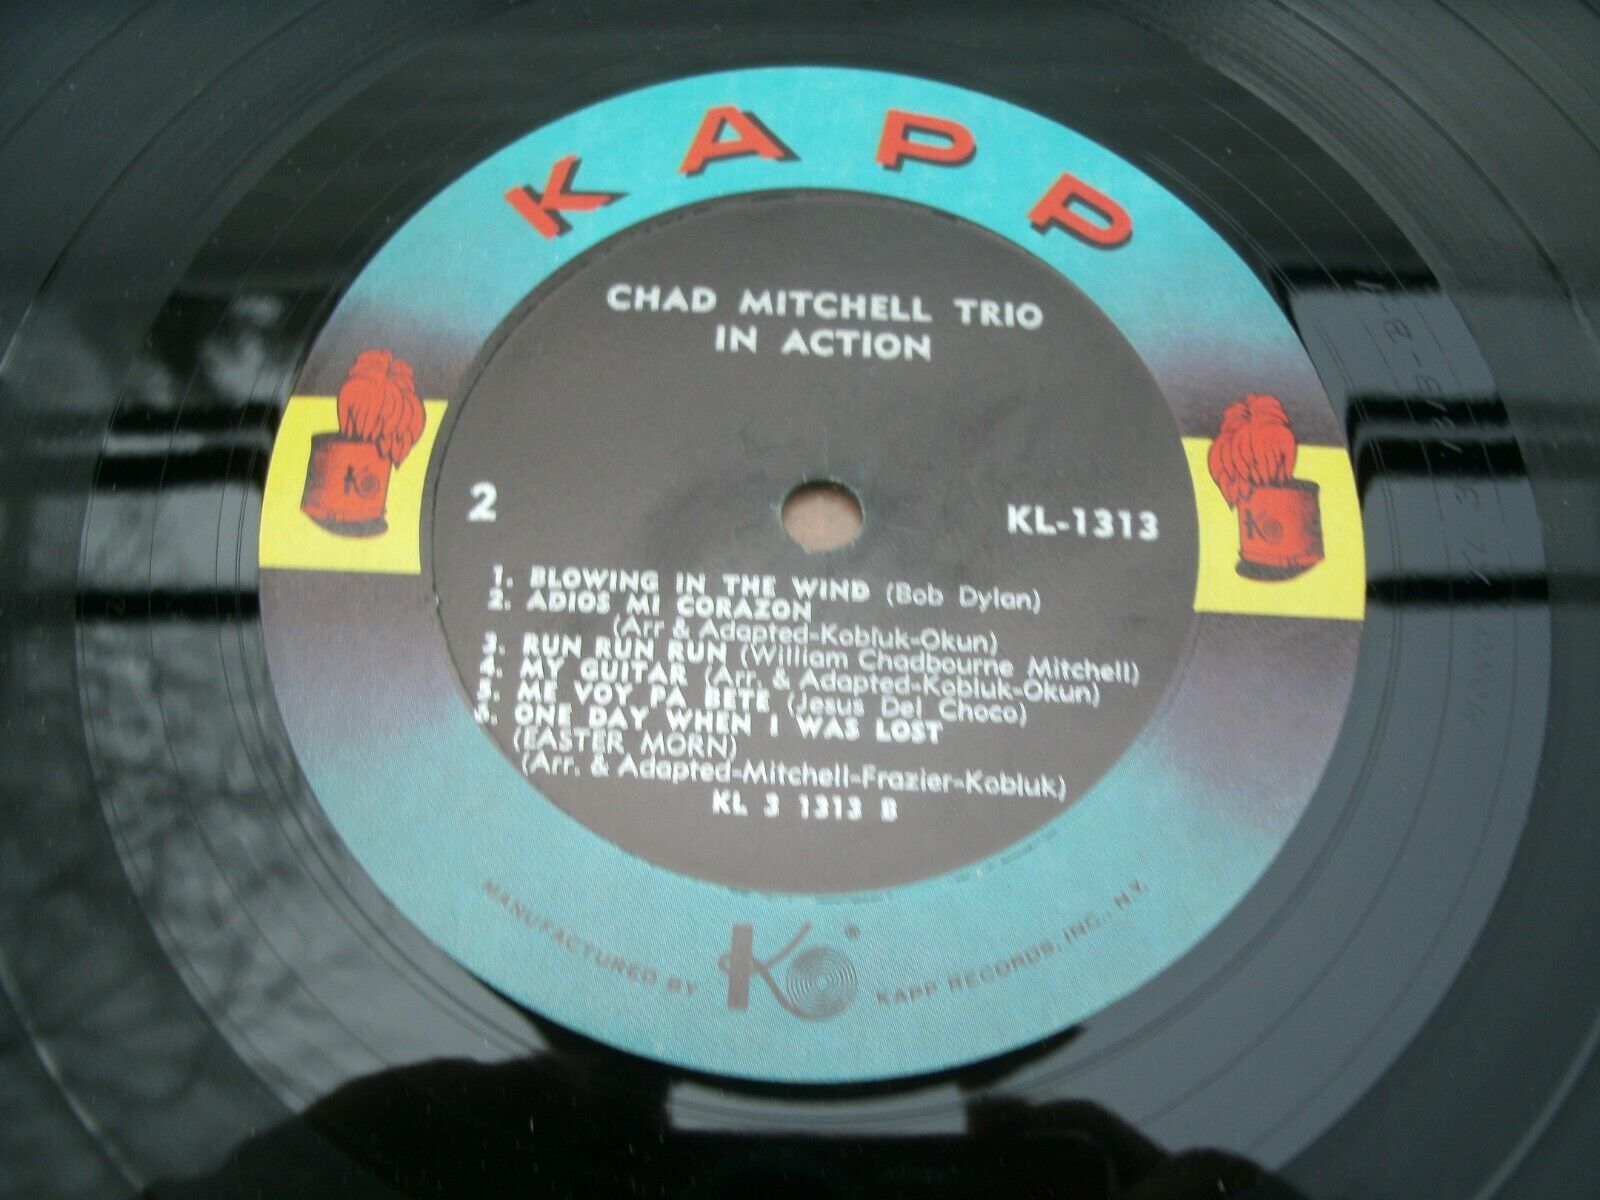 KAPP
CHAD MITCHELL TRIO
IN ACTION
2
KL-1313
1. BLOWING IN THE WIND (Bob Dylan)
2. ADIOS MI CORAZON
(Arr & Adapted-Kobluk-Okun)
3. RUN RUN RUN (William Chadbourne Mitchell)
4. MY GUITAR (Arr. & Adapted-Kobluk-Okun)
5. ME VOY PA BETE (Jesus Del Choco)
6. ONE DAY WHEN I WAS LOST
(EASTER MORN)
(Arr. & Adapted-Mitchell-Frazier-Kobluk)
KL 3 1313 B
MANUFACTURED BY K ® KAPP RECORDS, INC., N.Y.